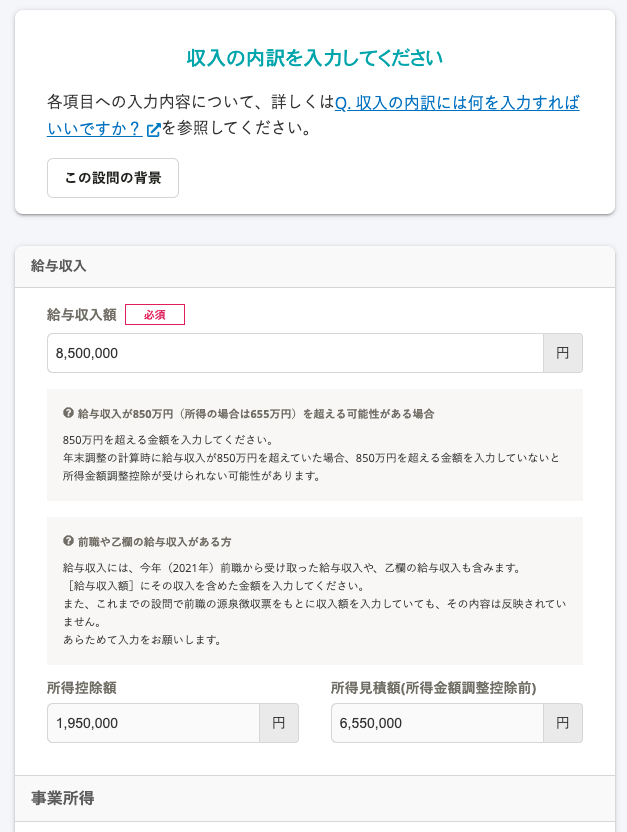 収入の内訳を入力してください
各項目への入力内容について、詳しくはQ. 収入の内訳には何を入力すれば
いいですか？を参照してください。
この設問の背景
給与収入
給与収入額 必須
8,500,000 円
給与収入が850万円（所得の場合は655万円）を超える可能性がある場合
850万円を超える金額を入力してください。
年末調整の計算時に給与収入が850万円を超えていた場合、850万円を超える金額を入力していないと
所得金額調整控除が受けられない可能性があります。
前職や乙欄の給与収入がある方
給与収入には、今年（2021年）前職から受け取った給与収入や、乙欄の給与収入も含みます。
［給与収入額］にその収入を含めた金額を入力してください。
また、これまでの設問で前職の源泉徴収票をもとに収入額を入力していても、その内容は反映されてい
ません。
あらためて入力をお願いします。
所得控除額 所得見積額(所得金額調整控除前)
1,950,000 円 6,550,000 円
事業所得